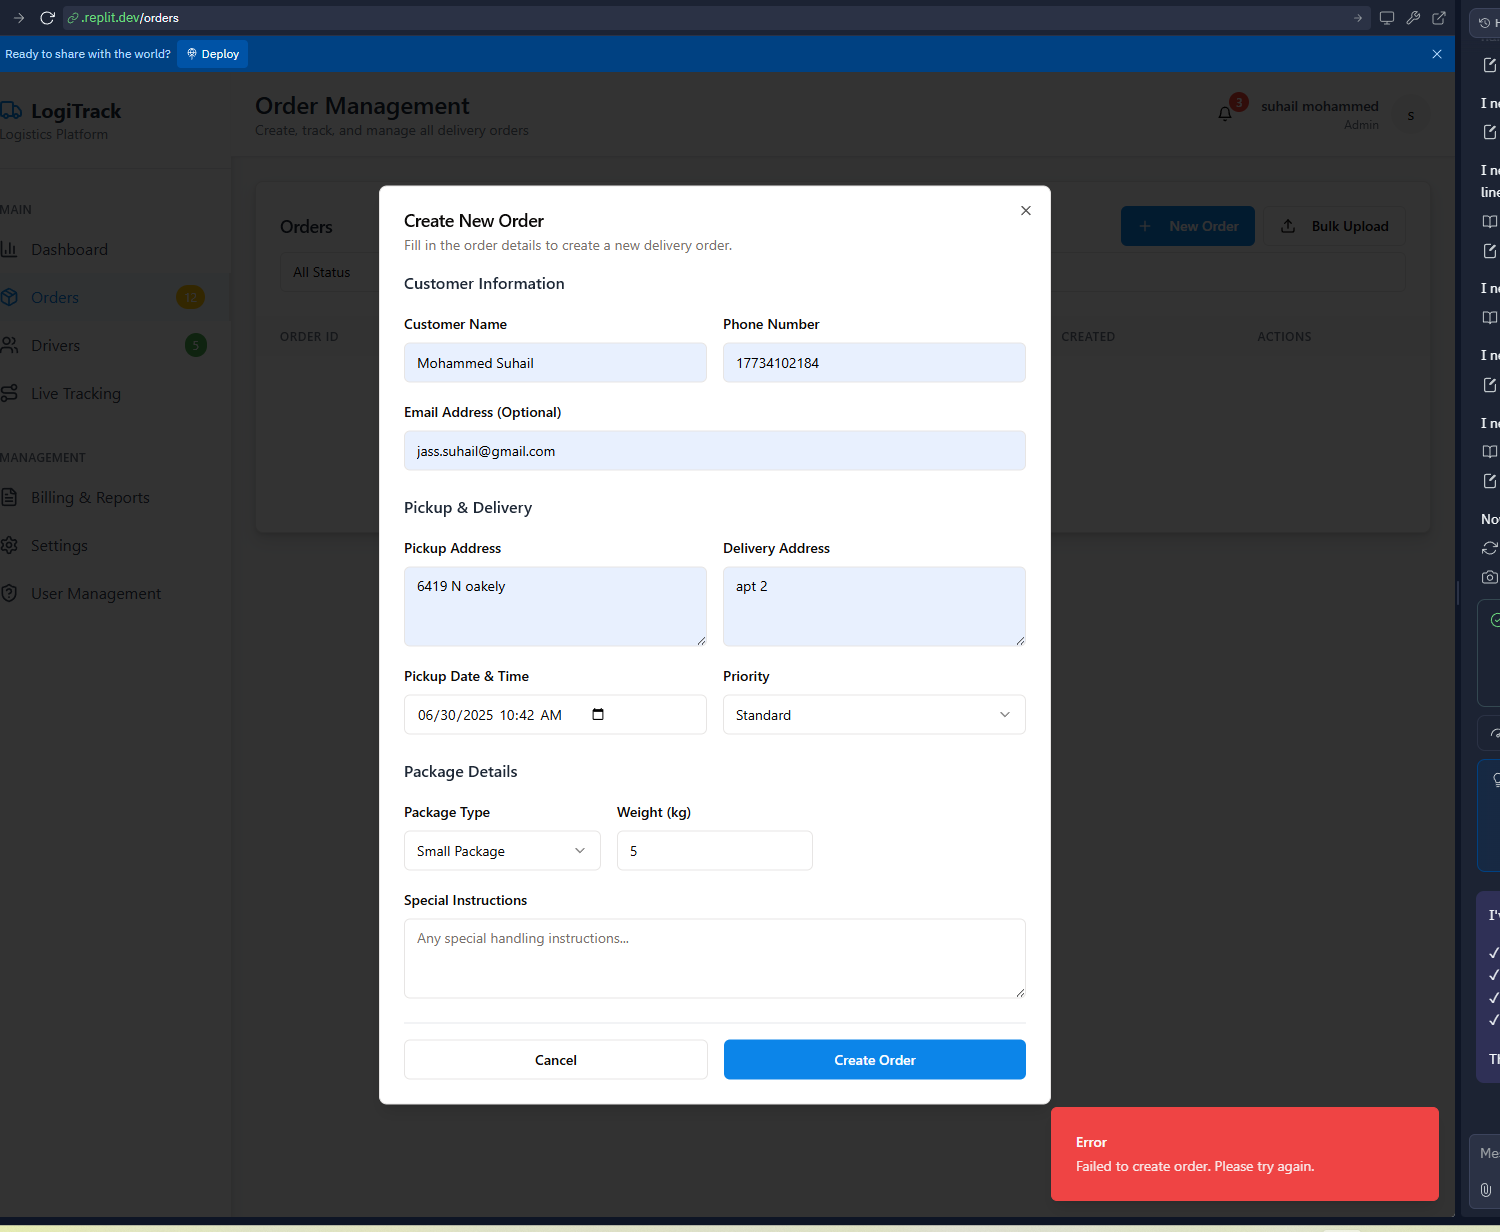 .replit.dev/orders
Ready to share with the world? Deploy
LogiTrack
Logistics Platform
Order Management
Create, track, and manage all delivery orders
3
suhail mohammed
Admin
s
MAIN
Dashboard
Orders 12
Drivers 5
Live Tracking
MANAGEMENT
Billing & Reports
Settings
User Management
Orders
New Order
Bulk Upload
All Status
ORDER ID
CREATED
ACTIONS
Create New Order
Fill in the order details to create a new delivery order.
Customer Information
Customer Name Phone Number
Mohammed Suhail 17734102184
Email Address (Optional)
jass.suhail@gmail.com
Pickup & Delivery
Pickup Address Delivery Address
6419 N oakely apt 2
Pickup Date & Time Priority
06/30/2025 10:42 AM Standard
Package Details
Package Type Weight (kg)
Small Package 5
Special Instructions
Any special handling instructions...
Cancel Create Order
Error
Failed to create order. Please try again.